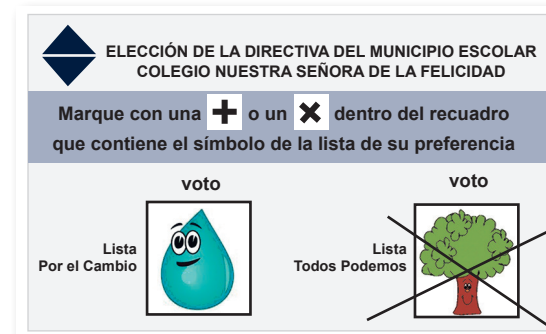 ELECCIÓN DE LA DIRECTIVA DEL MUNICIPIO ESCOLAR
COLEGIO NUESTRA SEÑORA DE LA FELICIDAD
Marque con una + o un × dentro del recuadro
que contiene el símbolo de la lista de su preferencia
voto
Lista
Por el Cambio
voto
Lista
Todos Podemos